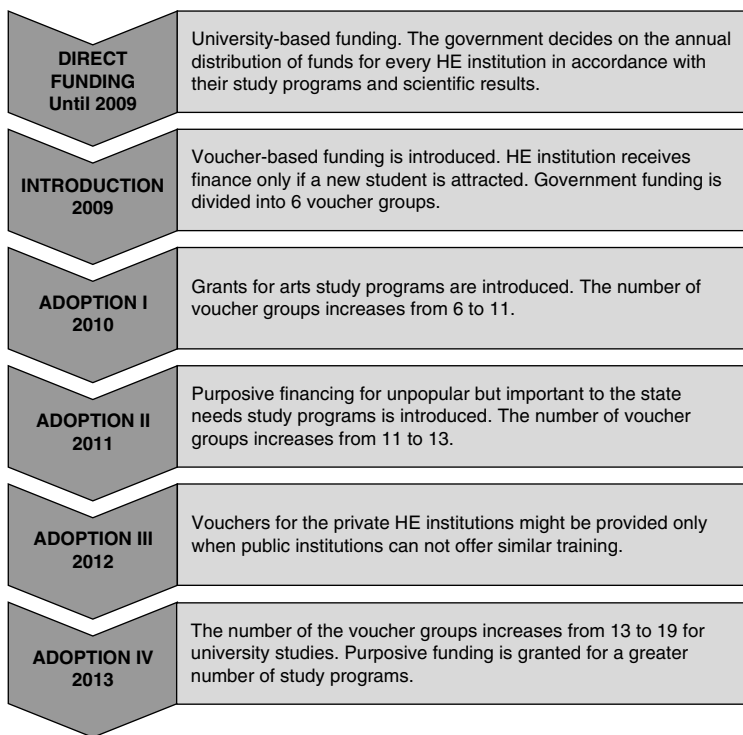 DIRECT
FUNDING
Until 2009
University-based funding. The government decides on the annual
distribution of funds for every HE institution in accordance with
their study programs and scientific results.
INTRODUCTION
2009
Voucher-based funding is introduced. HE institution receives
finance only if a new student is attracted. Government funding is
divided into 6 voucher groups.
ADOPTION I
2010
Grants for arts study programs are introduced. The number of
voucher groups increases from 6 to 11.
ADOPTION II
2011
Purposive financing for unpopular but important to the state
needs study programs is introduced. The number of voucher
groups increases from 11 to 13.
ADOPTION III
2012
Vouchers for the private HE institutions might be provided only
when public institutions can not offer similar training.
ADOPTION IV
2013
The number of the voucher groups increases from 13 to 19 for
university studies. Purposive funding is granted for a greater
number of study programs.